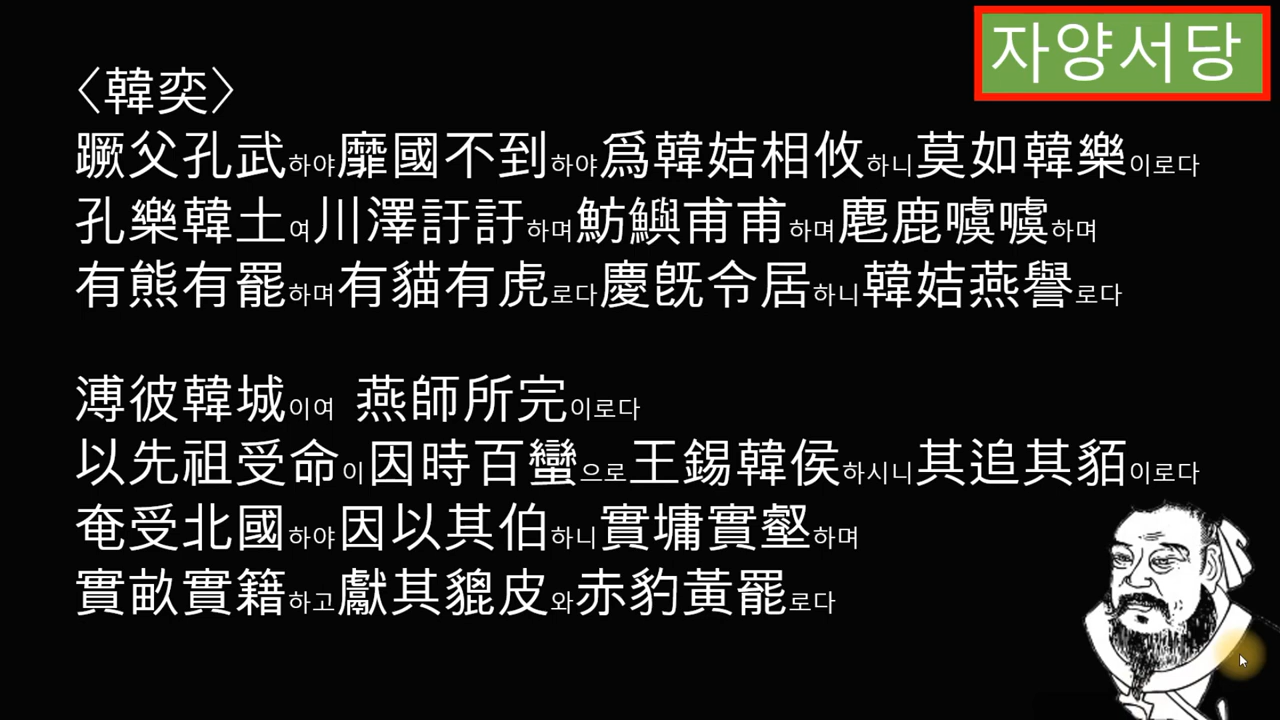 자양서당
〈韓奕〉
蹶父孔武하야靡國不到하야爲韓姞相攸하니莫如韓樂이로다
孔樂韓土여川澤訏訏하며魴鱮甫甫하며麀鹿噳噳하며
有熊有羆하며有貓有虎로다慶旣令居하니韓姞燕譽로다
溥彼韓城이여 燕師所完이로다
以先祖受命이因時百蠻으로王錫韓侯하시니其追其貊이로다
奄受北國하야因以其伯하니實墉實壑하며
實畝實籍하고獻其貔皮와赤豹黃羆로다